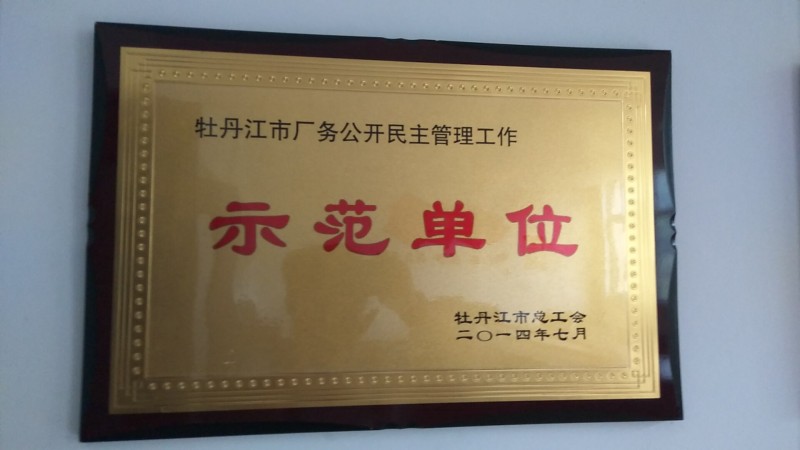 牡丹江市厂务公开民主管理工作
示范单位
牡丹江市总工会
二〇一四年七月